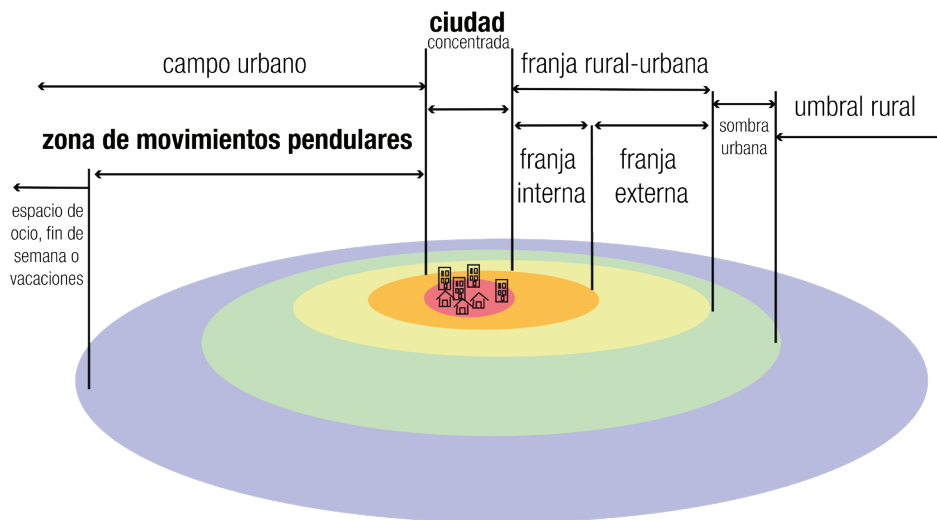 ciudad
concentrada
campo urbano
franja rural-urbana
zona de movimientos pendulares
franja
interna
franja
externa
sombra
urbana
umbral rural
espacio de
ocio, fin de
semana o
vacaciones